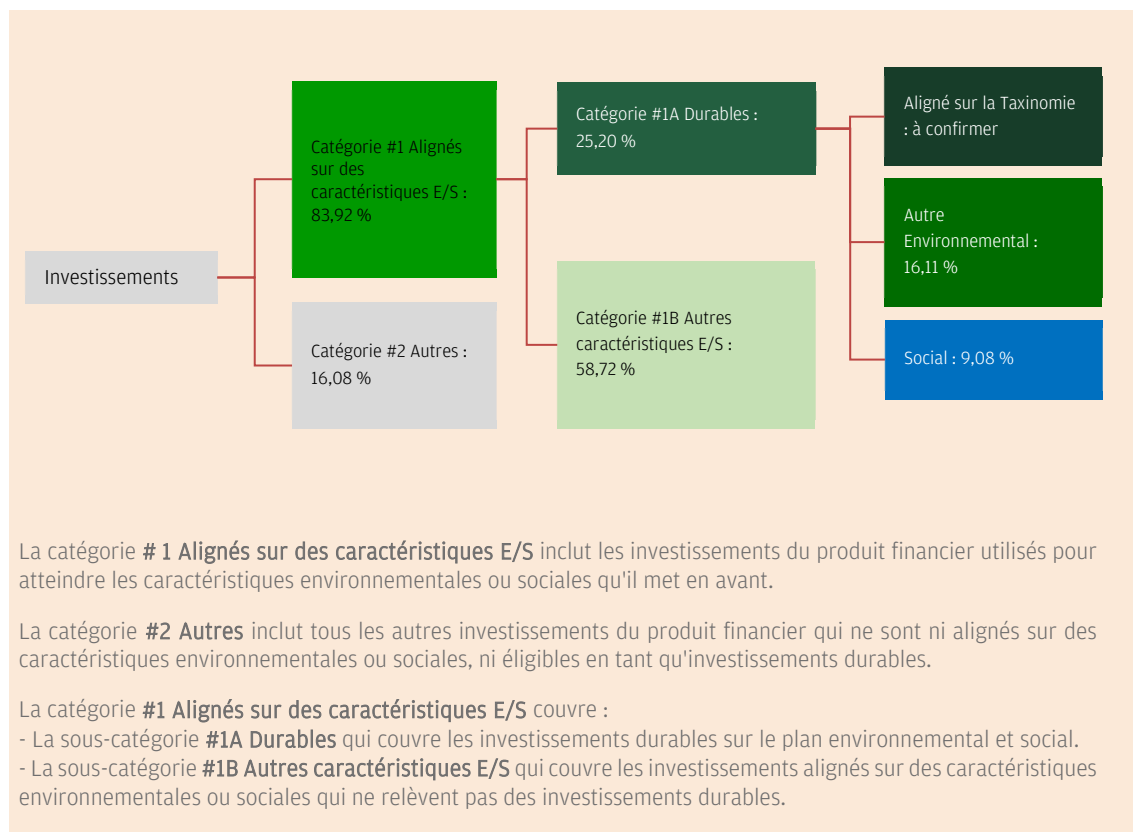 Investissements
Catégorie #1 Alignés
sur des
caractéristiques E/S :
83,92 %
Catégorie #2 Autres :
16,08 %
Catégorie #1A Durables :
25,20 %
Catégorie #1B Autres
caractéristiques E/S :
58,72 %
Aligné sur la Taxinomie
: à confirmer
Autre
Environnemental :
16,11 %
Social : 9,08 %
La catégorie # 1 Alignés sur des caractéristiques E/S inclut les investissements du produit financier utilisés pour
atteindre les caractéristiques environnementales ou sociales qu'il met en avant.
La catégorie #2 Autres inclut tous les autres investissements du produit financier qui ne sont ni alignés sur des
caractéristiques environnementales ou sociales, ni éligibles en tant qu'investissements durables.
La catégorie #1 Alignés sur des caractéristiques E/S couvre :
- La sous-catégorie #1A Durables qui couvre les investissements durables sur le plan environnemental et social.
- La sous-catégorie #1B Autres caractéristiques E/S qui couvre les investissements alignés sur des caractéristiques
environnementales ou sociales qui ne relèvent pas des investissements durables.